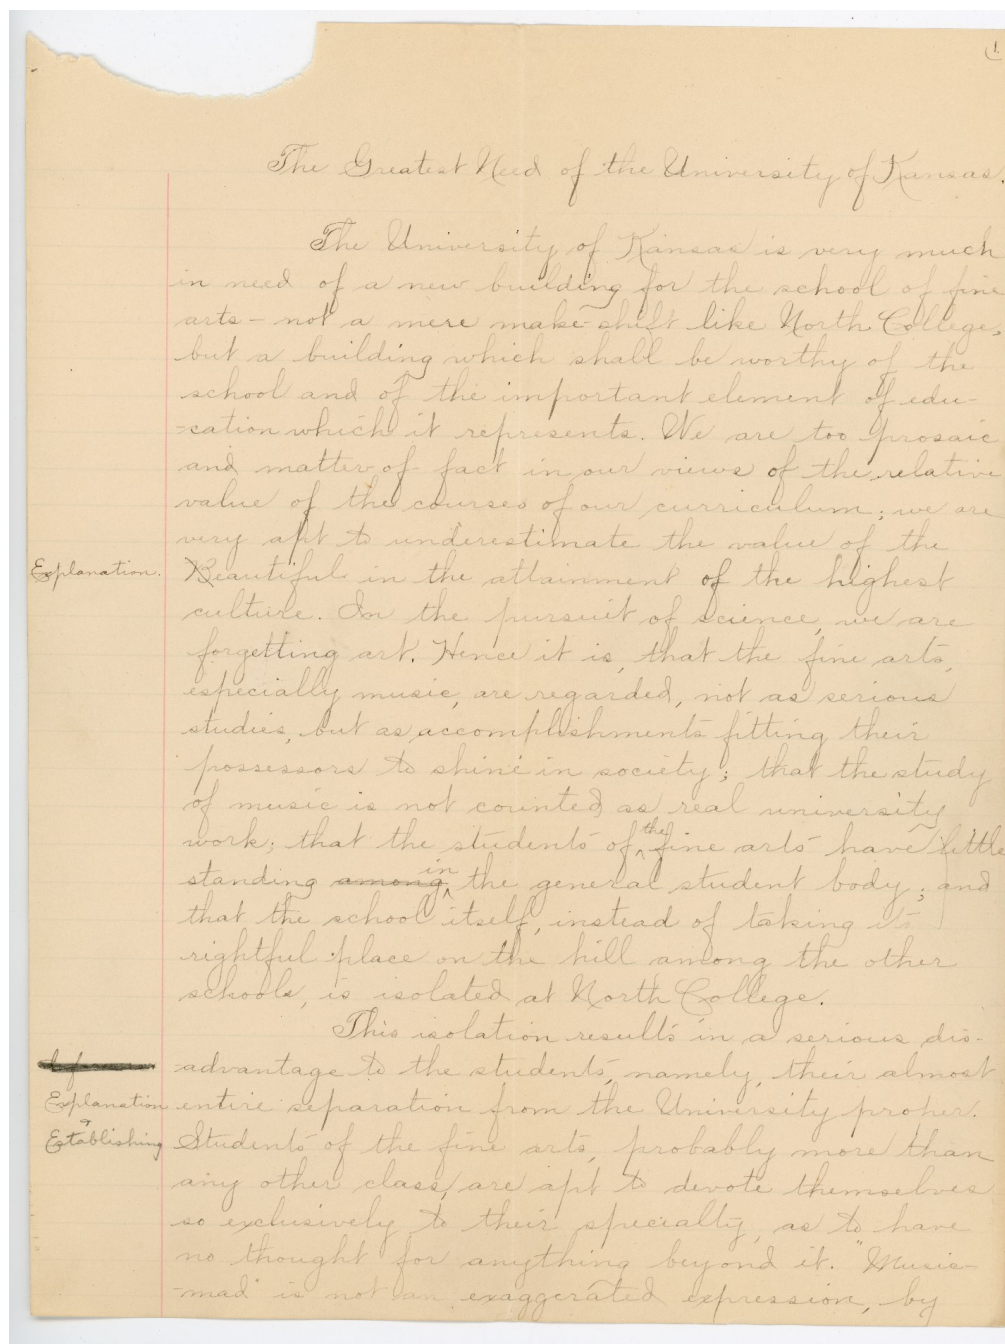 (1
The Greatest Need of the University of Kansas.
The University of Kansas is very much
in need of a new building for the school of fine
arts - not a mere make-shift like North College,
but a building which shall be worthy of the
school and of the important element of edu-
-cation which it represents. We are too prosaic
and matter-of-fact in our views of the relative
value of the courses of our curriculum; we are
very apt to underestimate the value of the
Explanation. Beautiful in the attainment of the highest
culture. In the pursuit of science, we are
forgetting art. Hence it is, that the fine arts,
especially music, are regarded, not as serious
studies, but as accomplishments fitting their
possessors to shine in society; that the study
of music is not counted as real university
work; that the students of the fine arts have little
standing among in the general student body; and
that the school itself, instead of taking its
rightful place on the hill among the other
schools, is isolated at North College.
This isolation results in a serious dis-
advantage to the students, namely, their almost
Explanation entire separation from the University proper.
Establishing Students of the fine arts, probably more than
any other class, are apt to devote themselves
so exclusively to their specialty, as to have
no thought for anything beyond it. "Music-
-mad" is not an exaggerated expression, by